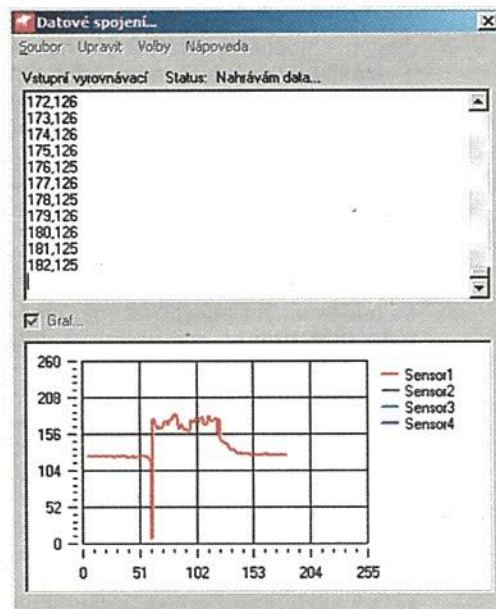 Datové spojení...
Soubor Upravit Volby Nápoveda
Vstupní vyrovnávací Status: Nahrávám data...
172,126
173,126
174,126
175,126
176,125
177,126
178,125
179,126
180,126
181,125
182,125
Graf...
260
208
156
104
52
0
0 51 102 153 204 255
Sensor1
Sensor2
Sensor3
Sensor4